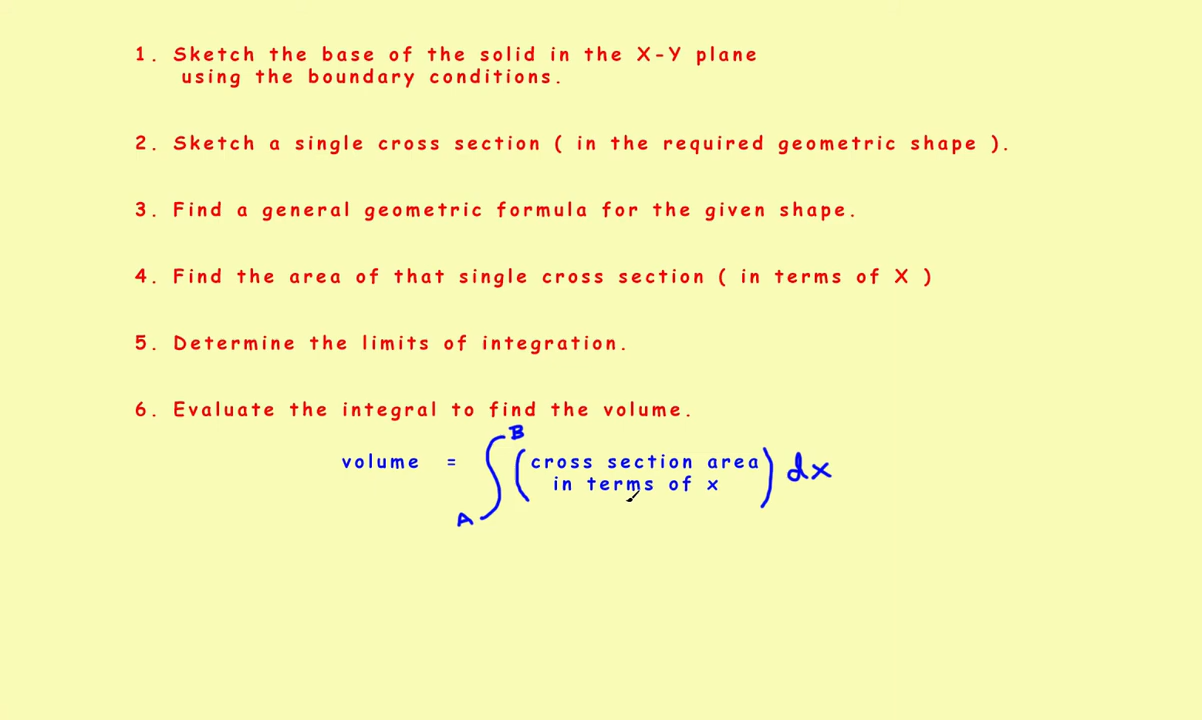 1. Sketch the base of the solid in the X-Y plane
using the boundary conditions.
2. Sketch a single cross section ( in the required geometric shape ).
3. Find a general geometric formula for the given shape.
4. Find the area of that single cross section ( in terms of X )
5. Determine the limits of integration.
6. Evaluate the integral to find the volume.
B
volume = ∫ ( cross section area ) dx
in terms of x
A